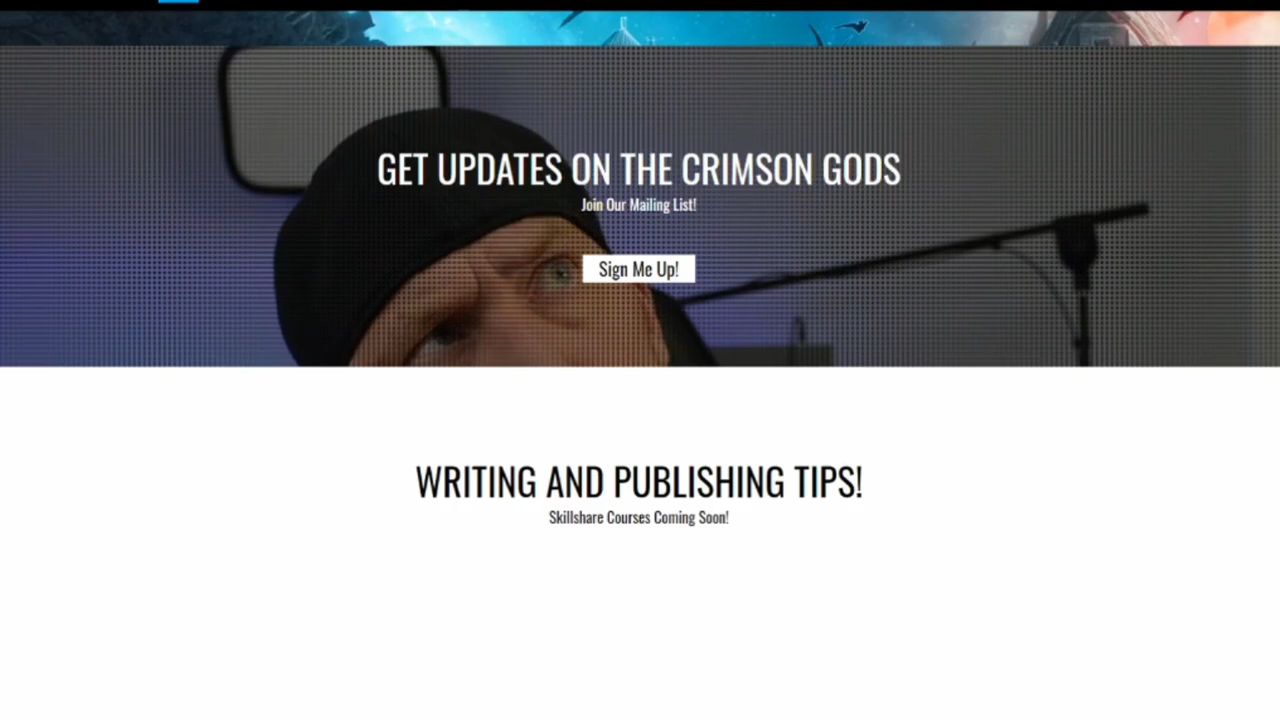 GET UPDATES ON THE CRIMSON GODS
Join Our Mailing List!
Sign Me Up!
WRITING AND PUBLISHING TIPS!
Skillshare Courses Coming Soon!